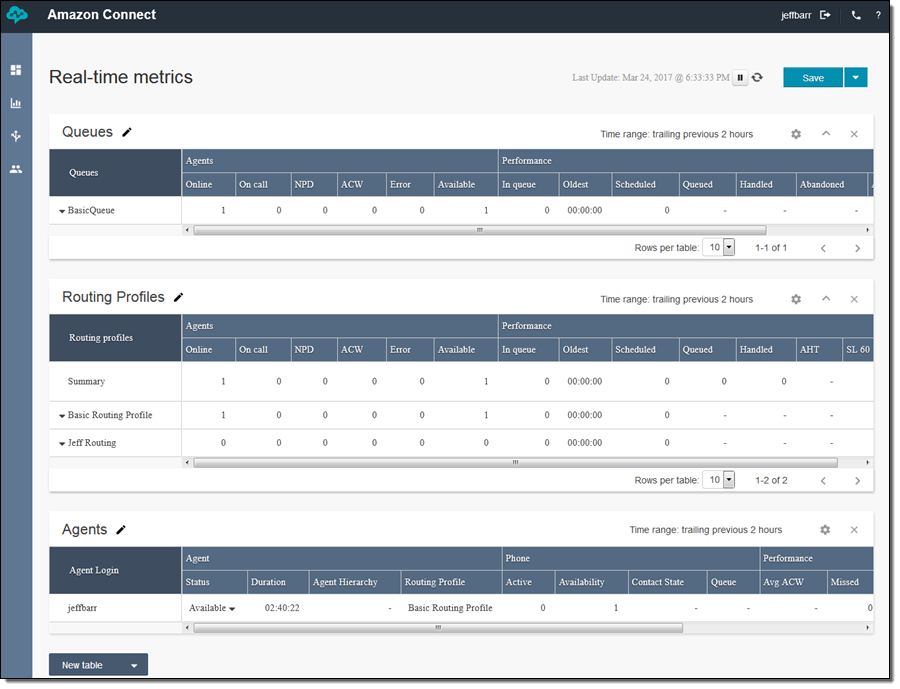 Amazon Connect
jeffbarr
?
Real-time metrics
Last Update: Mar 24, 2017 @ 6:33:33 PM
Save
Queues
Time range: trailing previous 2 hours
Queues Agents Performance
Online On call NPD ACW Error Available In queue Oldest Scheduled Queued Handled Abandoned
BasicQueue 1 0 0 0 0 1 0 00:00:00 0 - - -
Rows per table: 10 1-1 of 1
Routing Profiles
Time range: trailing previous 2 hours
Routing profiles Agents Performance
Online On call NPD ACW Error Available In queue Oldest Scheduled Queued Handled AHT SL 60
Summary 1 0 0 0 0 1 0 00:00:00 0 0 0 -
Basic Routing Profile 1 0 0 0 0 1 0 00:00:00 0 - - -
Jeff Routing 0 0 0 0 0 0 0 00:00:00 0 - - -
Rows per table: 10 1-2 of 2
Agents
Time range: trailing previous 2 hours
Agent Login Agent Phone Performance
Status Duration Agent Hierarchy Routing Profile Active Availability Contact State Queue Avg ACW Missed
jeffbarr Available 02:40:22 - Basic Routing Profile 0 1 - - - 0
New table